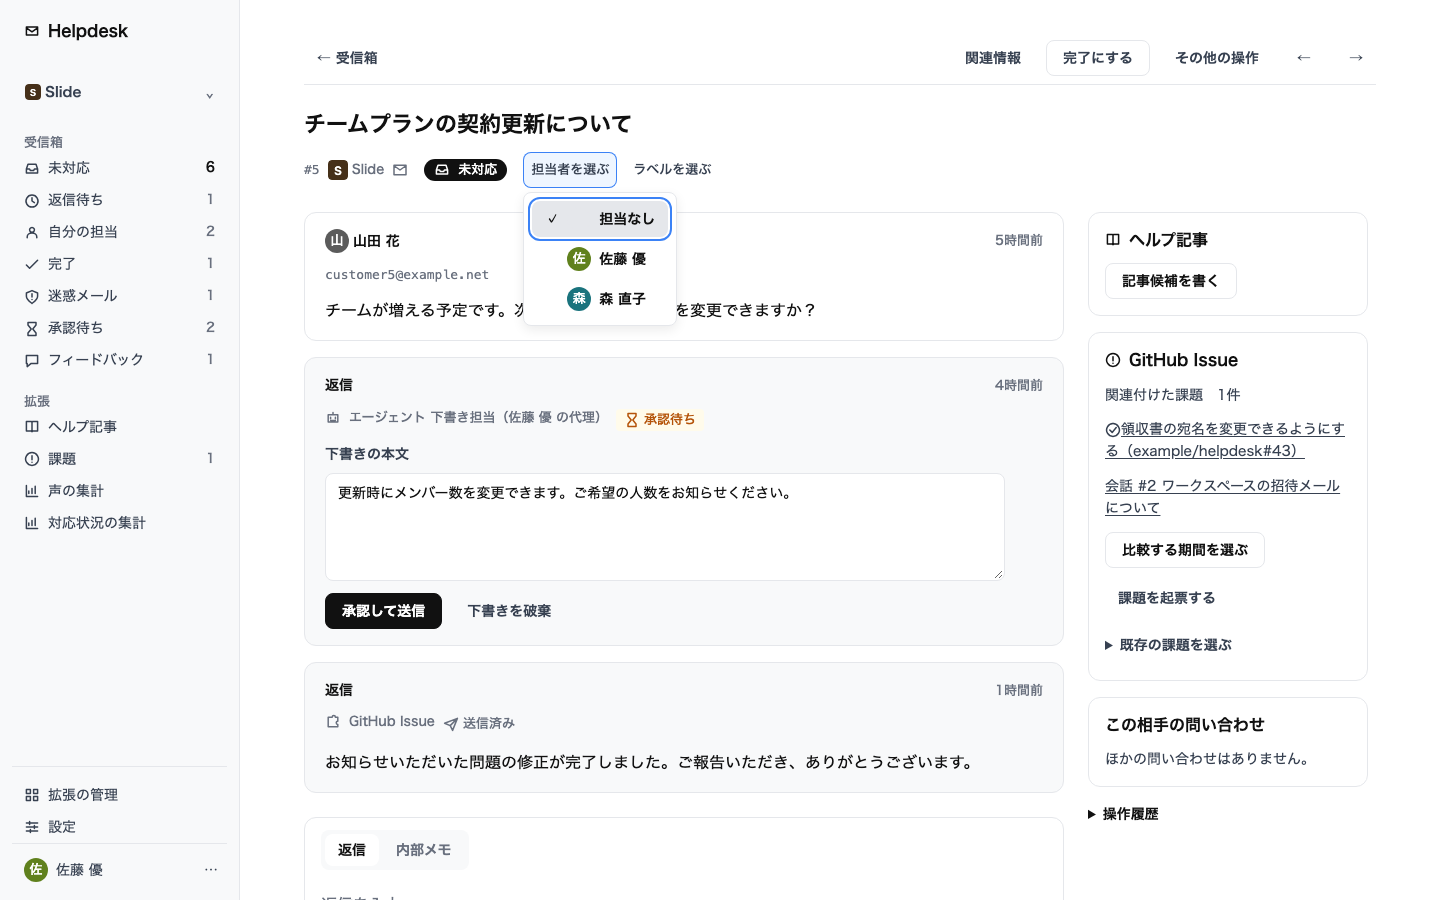 Helpdesk
S Slide
受信箱
未対応 6
返信待ち 1
自分の担当 2
完了 1
迷惑メール 1
承認待ち 2
フィードバック 1
拡張
ヘルプ記事
課題 1
声の集計
対応状況の集計
拡張の管理
設定
佐 佐藤 優 …
← 受信箱
関連情報 完了にする その他の操作 ← →
チームプランの契約更新について
#5 S Slide 未対応 担当者を選ぶ ラベルを選ぶ
✓ 担当なし
佐 佐藤 優
森 森 直子
山 山田 花 5時間前
customer5@example.net
チームが増える予定です。 を変更できますか？
返信 4時間前
エージェント 下書き担当（佐藤 優 の代理） 承認待ち
下書きの本文
更新時にメンバー数を変更できます。ご希望の人数をお知らせください。
承認して送信 下書きを破棄
返信 1時間前
GitHub Issue 送信済み
お知らせいただいた問題の修正が完了しました。ご報告いただき、ありがとうございます。
返信 内部メモ
ヘルプ記事
記事候補を書く
GitHub Issue
関連付けた課題 1件
領収書の宛名を変更できるようにす
る（example/helpdesk#43）
会話 #2 ワークスペースの招待メール
について
比較する期間を選ぶ
課題を起票する
▶ 既存の課題を選ぶ
この相手の問い合わせ
ほかの問い合わせはありません。
▶ 操作履歴